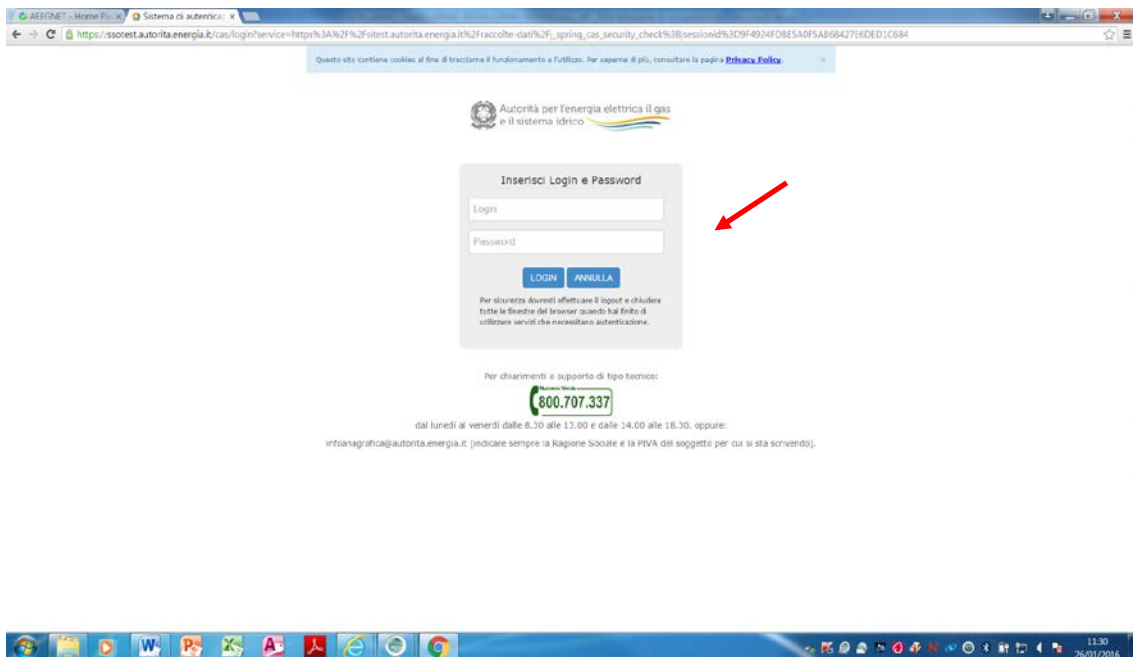 AEEGNET - Home Pu
Sistema di autentica
https://ssotest.autorita.energia.it/cas/login?service=https%3A%2F%2Fsitest.autorita.energia.it%2Fraccolte-dati%2Fj_spring_cas_security_check%3Bjsessionid%3D9F4924FD8E5A0F5AB68427E6DED1C684
Questo sito contiene cookies al fine di tracciarne il funzionamento e l'utilizzo. Per saperne di più, consultare la pagina Privacy Policy.
Autorità per l'energia elettrica il gas
e il sistema idrico
Inserisci Login e Password
Login
Password
LOGIN ANNULLA
Per sicurezza dovresti effettuare il logout e chiudere
tutte le finestre del browser quando hai finito di
utilizzare servizi che necessitano autenticazione.
Per chiarimenti e supporto di tipo tecnico:
Numero Verde
800.707.337
dal lunedì al venerdì dalle 8.30 alle 13.00 e dalle 14.00 alle 18.30. oppure:
infoanagrafica@autorita.energia.it [indicare sempre la Ragione Sociale e la PIVA del soggetto per cui si sta scrivendo].
11:30
26/01/2016